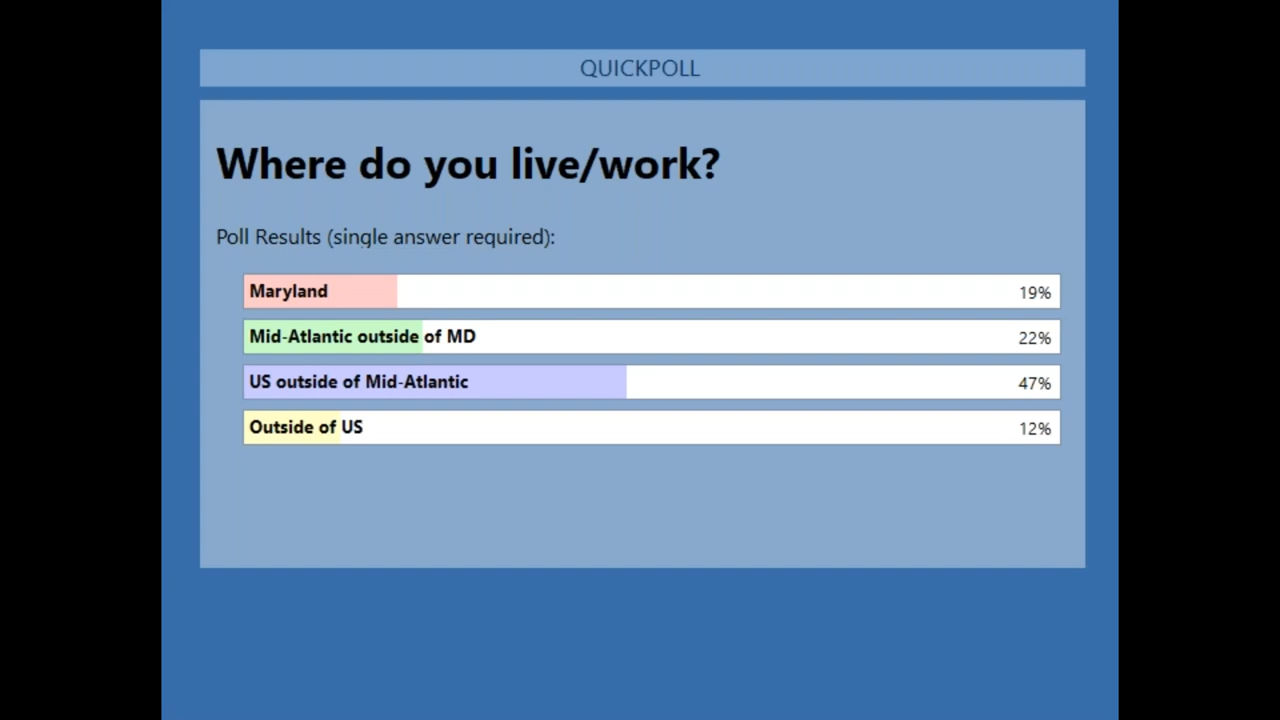 QUICKPOLL
Where do you live/work?
Poll Results (single answer required):
Maryland 19%
Mid-Atlantic outside of MD 22%
US outside of Mid-Atlantic 47%
Outside of US 12%